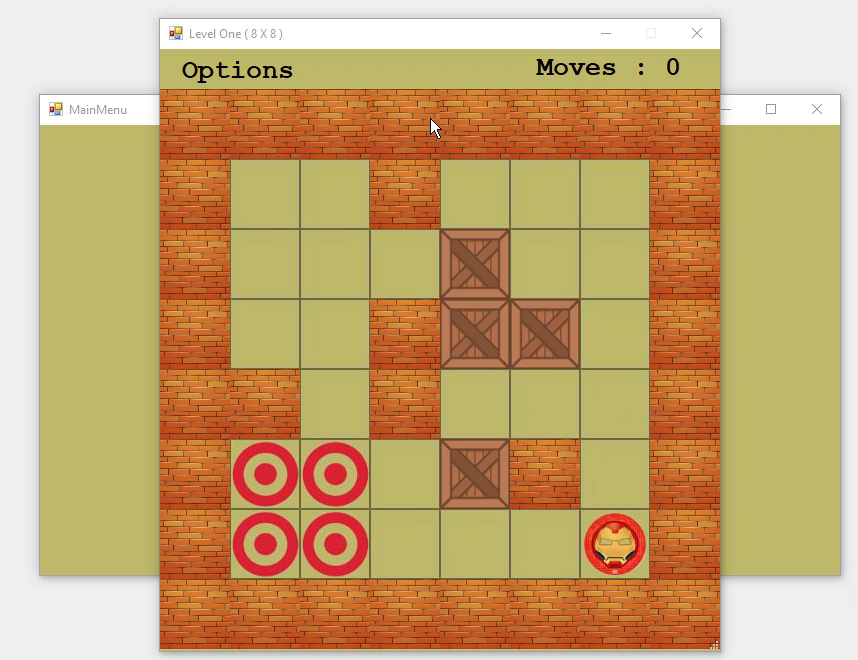 Level One ( 8 X 8 )
Options
Moves : 0
MainMenu